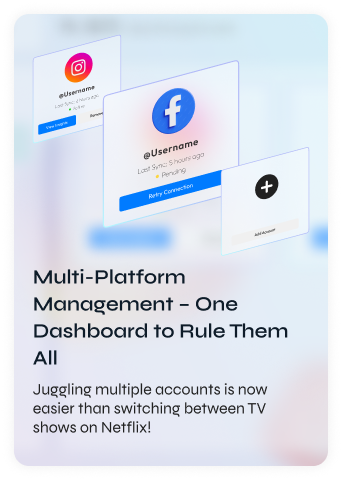 @Username
Last Sync: 2 hours ago
Active
View Insights
@Username
Last Sync: 5 hours ago
Pending
Retry Connection
Add Account
Multi-Platform
Management – One
Dashboard to Rule Them
All
Juggling multiple accounts is now
easier than switching between TV
shows on Netflix!